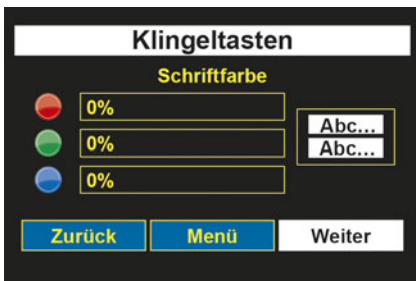 Klingeltasten
Schriftfarbe
0%
0%
0%
Abc...
Abc...
Zurück Menü Weiter